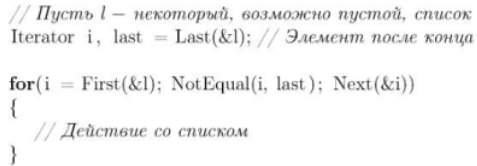 // Пусть l – некоторый, возможно пустой, список
Iterator i, last = Last(&l); // Элемент после конца
for(i = First(&l); NotEqual(i, last); Next(&i))
{
// Действие со списком
}